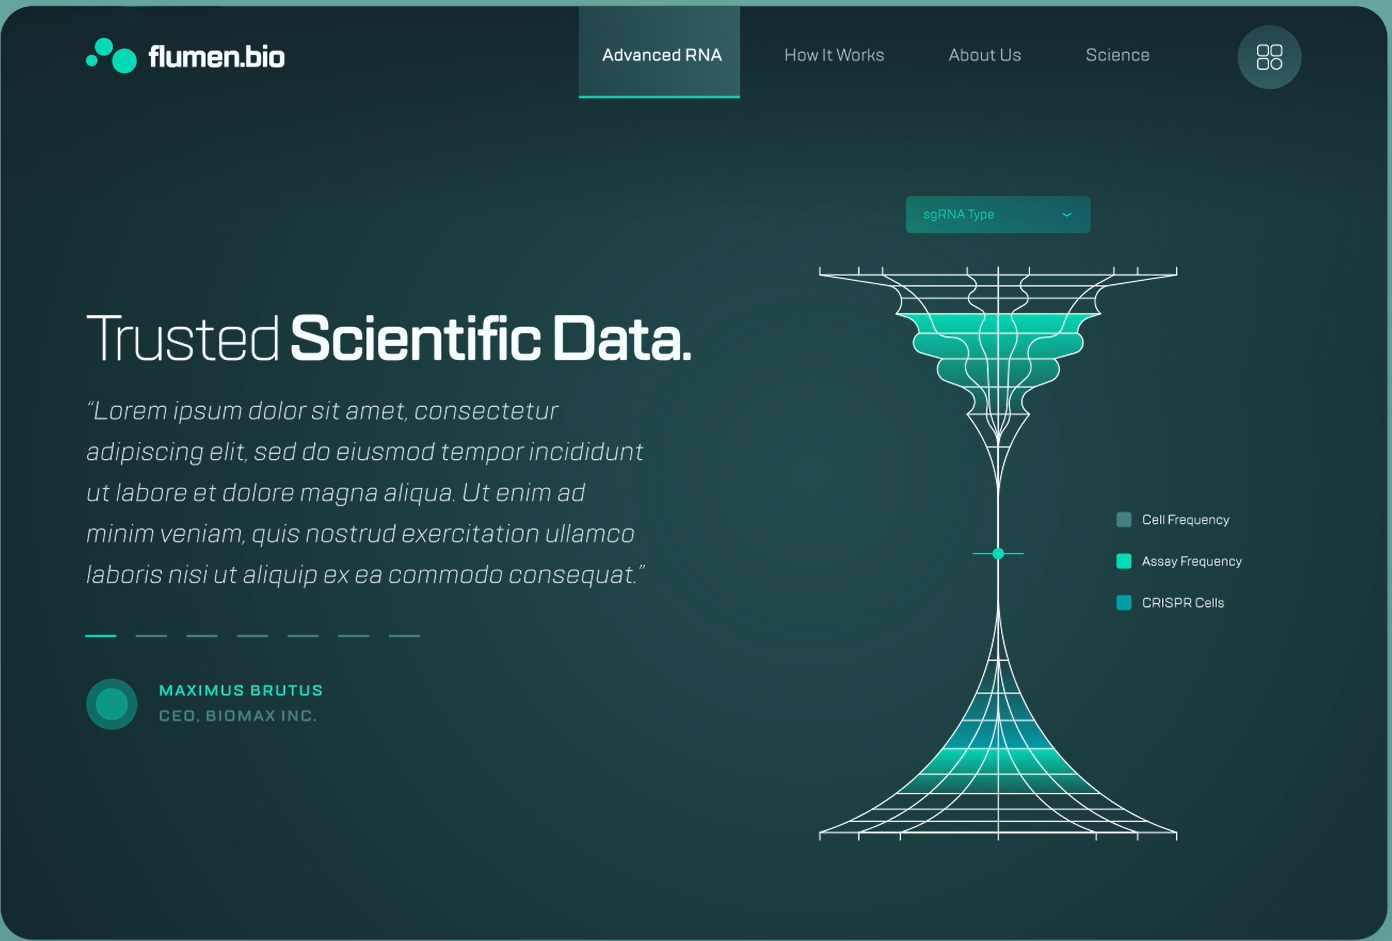 flumen.bio
Advanced RNA
How It Works
About Us
Science
sgRNA Type
Trusted Scientific Data.
“Lorem ipsum dolor sit amet, consectetur
adipiscing elit, sed do eiusmod tempor incididunt
ut labore et dolore magna aliqua. Ut enim ad
minim veniam, quis nostrud exercitation ullamco
laboris nisi ut aliquip ex ea commodo consequat.”
MAXIMUS BRUTUS
CEO, BIOMAX INC.
Cell Frequency
Assay Frequency
CRISPR Cells